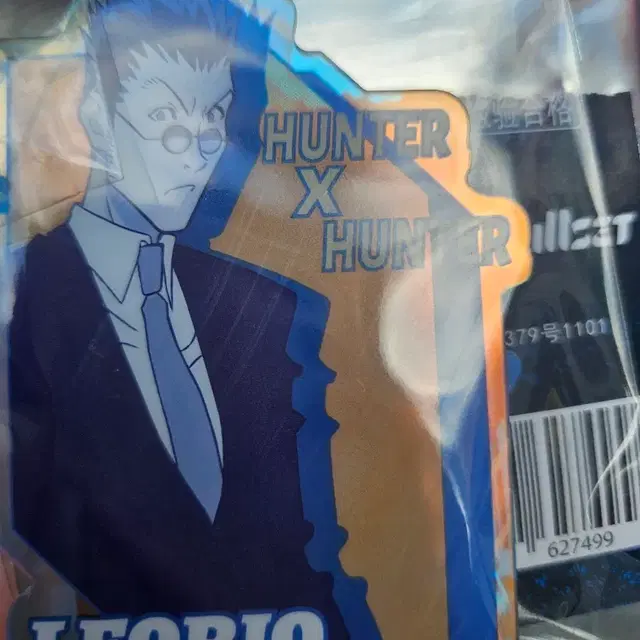 HUNTER
X
HUNTER
379号1101
627499
LEORIO